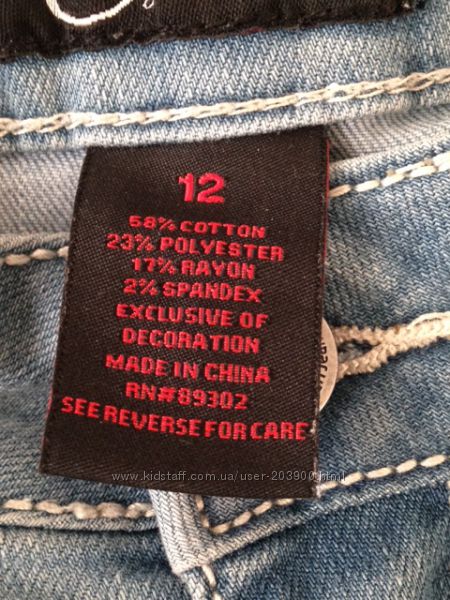 12
58% COTTON
23% POLYESTER
17% RAYON
2% SPANDEX
EXCLUSIVE OF
DECORATION
MADE IN CHINA
RN#89302
SEE REVERSE FOR CARE
www.kidstaff.com.ua/user-203900.html